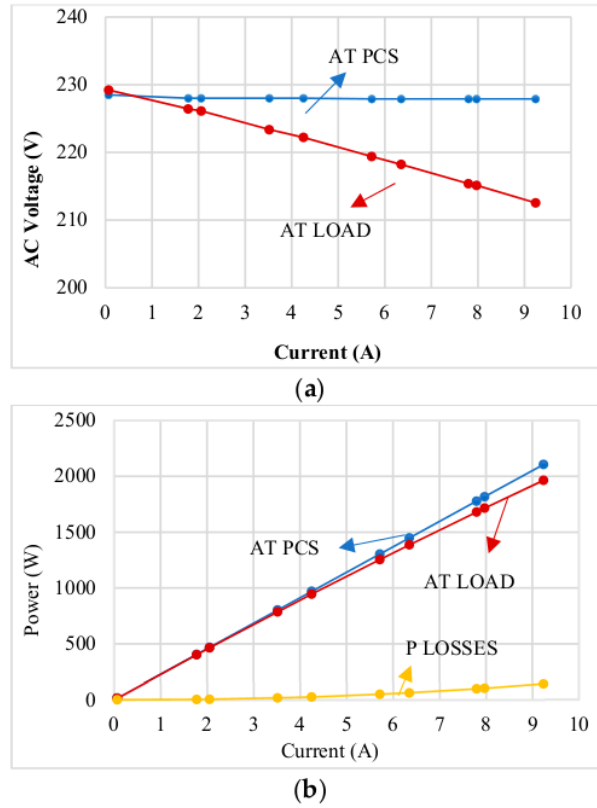 240
AT PCS
230
220
210
AT LOAD
200
0 1 2 3 4 5 6 7 8 9 10
AC Voltage (V)
Current (A)
(a)
2500
2000
1500
AT PCS
AT LOAD
1000
500
P LOSSES
0
0 1 2 3 4 5 6 7 8 9 10
Power (W)
Current (A)
(b)